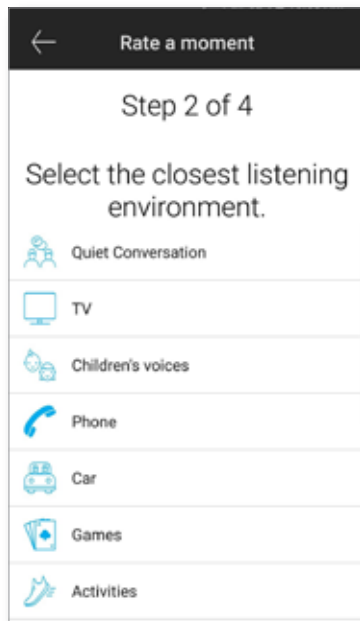 Rate a moment
Step 2 of 4
Select the closest listening
environment.
Quiet Conversation
TV
Children's voices
Phone
Car
Games
Activities